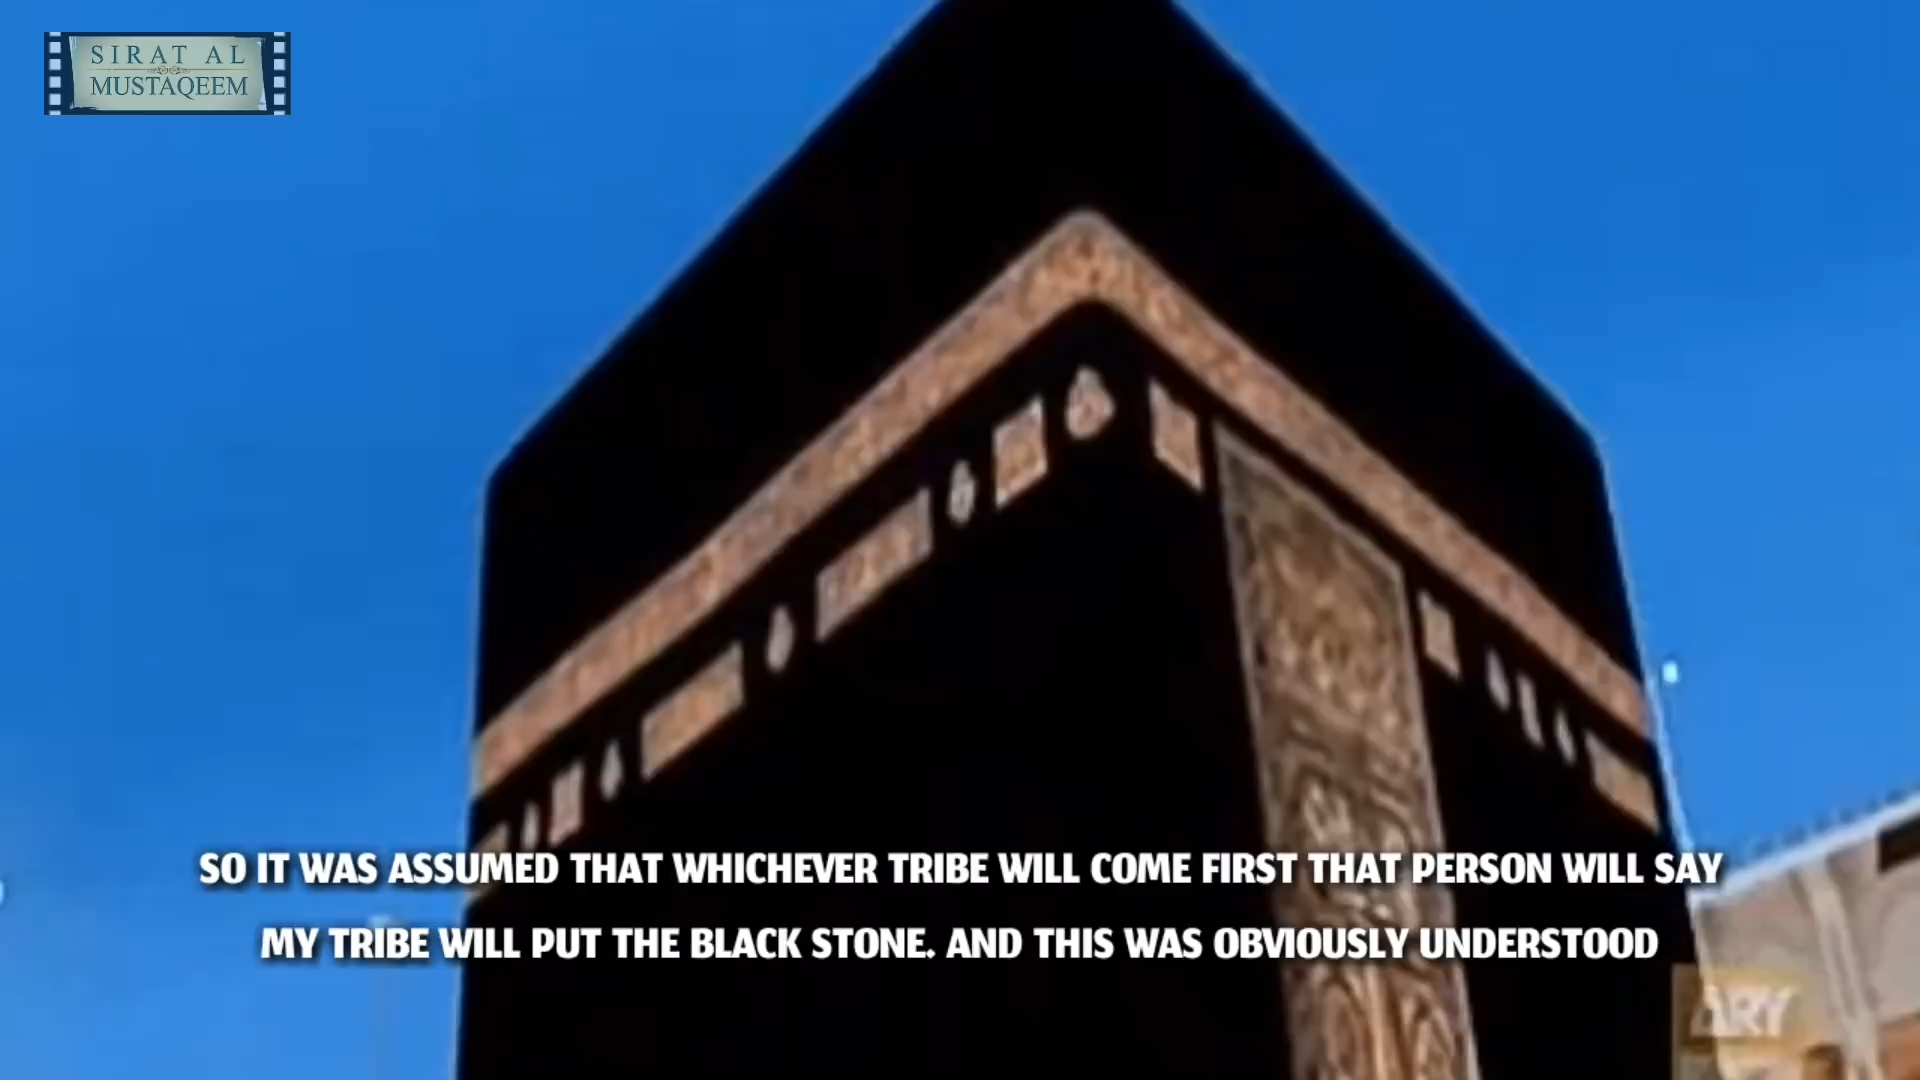 SIRAT AL
MUSTAQEEM
SO IT WAS ASSUMED THAT WHICHEVER TRIBE WILL COME FIRST THAT PERSON WILL SAY
MY TRIBE WILL PUT THE BLACK STONE. AND THIS WAS OBVIOUSLY UNDERSTOOD
ARY